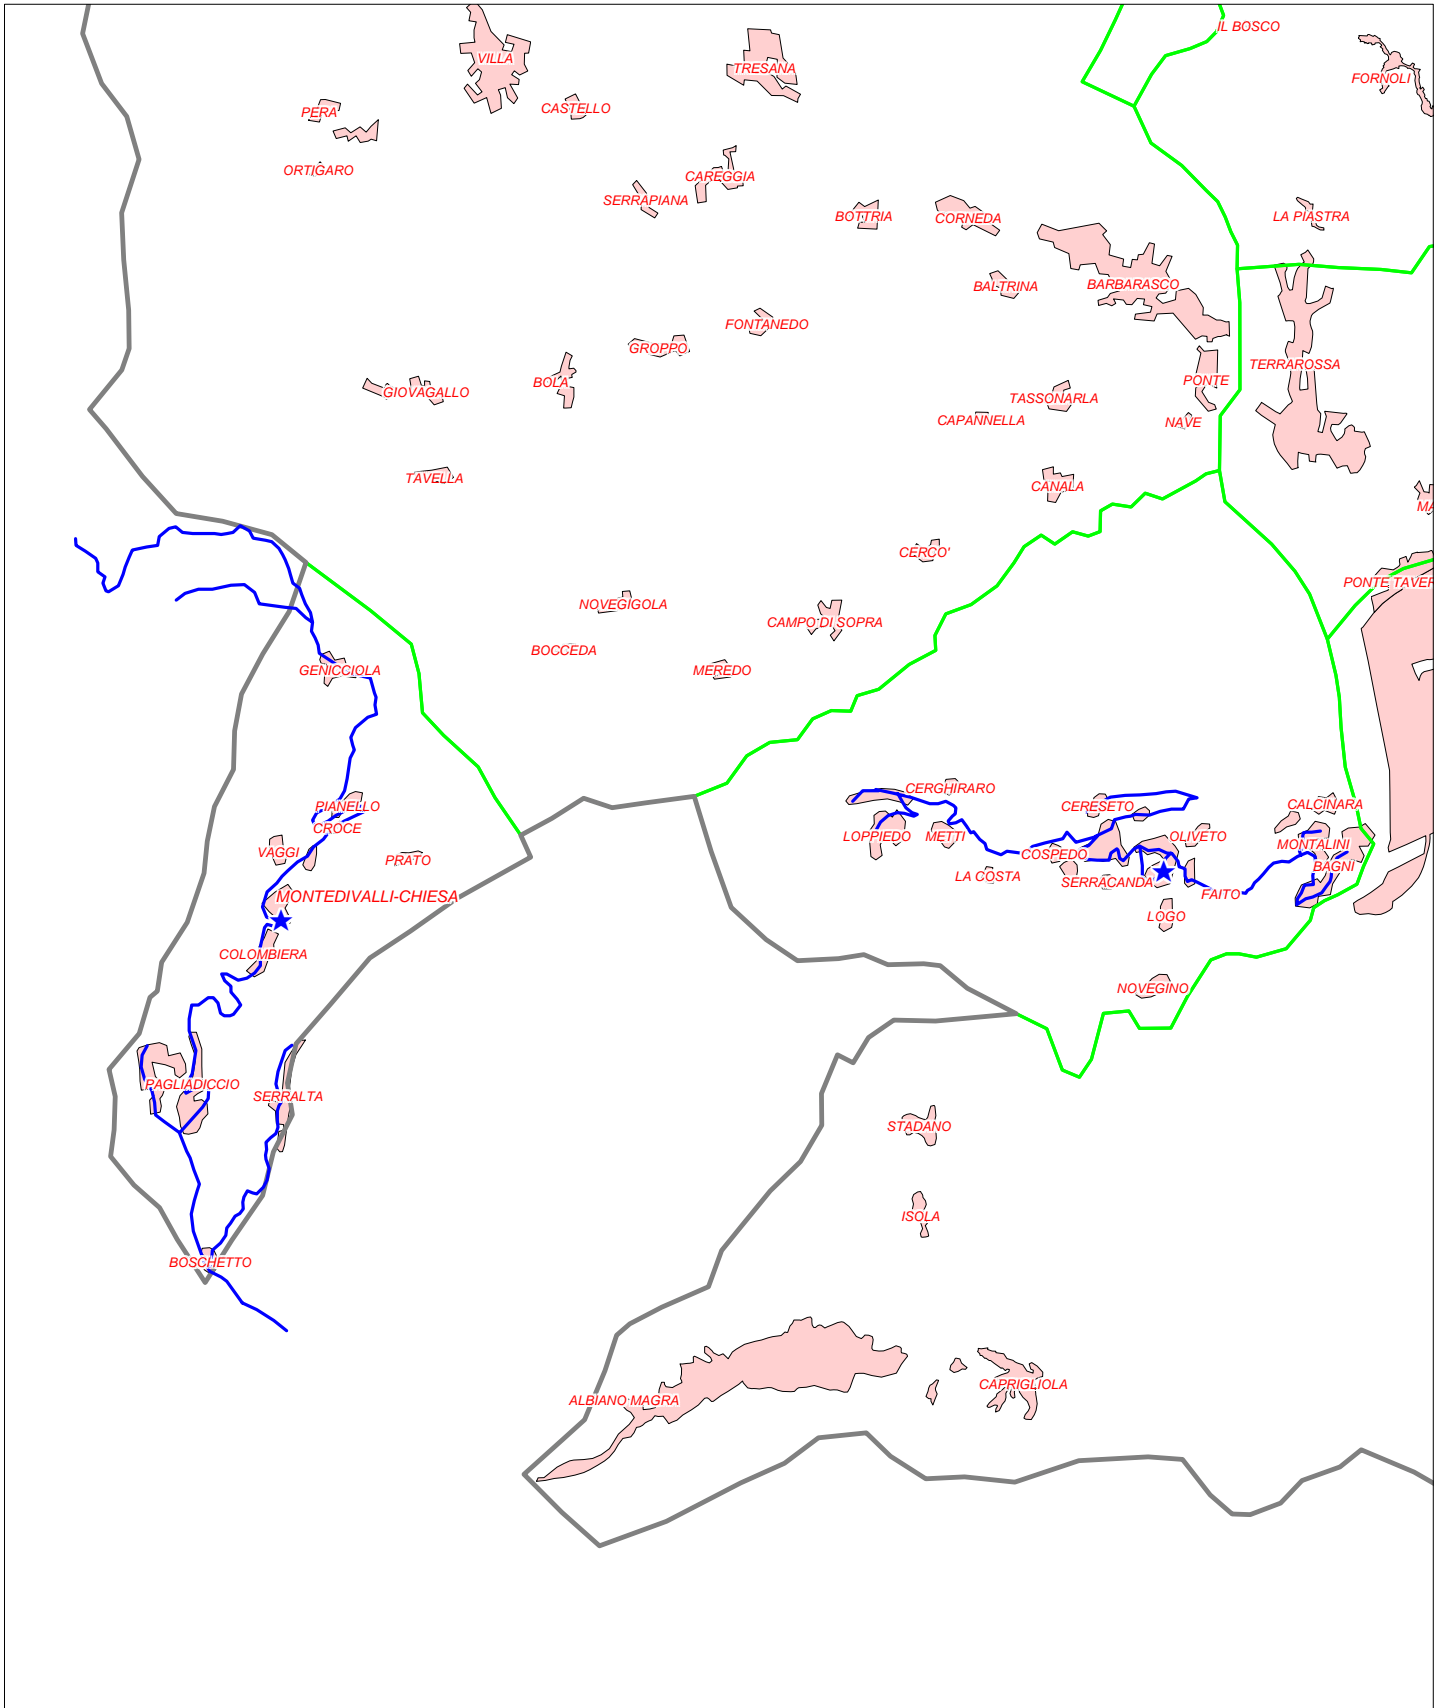 IL BOSCO
VILLA
TRESANA
FORNOLI
CASTELLO
PERA
ORTIGARO
CAREGGIA
SERRAPIANA
BOTTRIA
CORNEDA
LA PIASTRA
BALTRINA
BARBARASCO
FONTANEDO
GROPPO
TERRAROSSA
PONTE
BOLA
GIOVAGALLO
TASSONARLA
CAPANNELLA
NAVE
TAVELLA
CANALA
MA
CERCO'
PONTE TAVER
NOVEGIGOLA
CAMPO DI SOPRA
BOCCEDA
GENICCIOLA
MEREDO
CERGHIRARO
PIANELLO
CERESETO
CALCINARA
CROCE
LOPPIEDO
METTI
OLIVETO
MONTALINI
VAGGI
PRATO
COSPEDO
BAGNI
LA COSTA
SERRACANDA
FAITO
MONTEDIVALLI-CHIESA
LOGO
COLOMBIERA
NOVEGINO
PAGLIADICCIO
SERRALTA
STADANO
ISOLA
BOSCHETTO
CAPRIGLIOLA
ALBIANO MAGRA